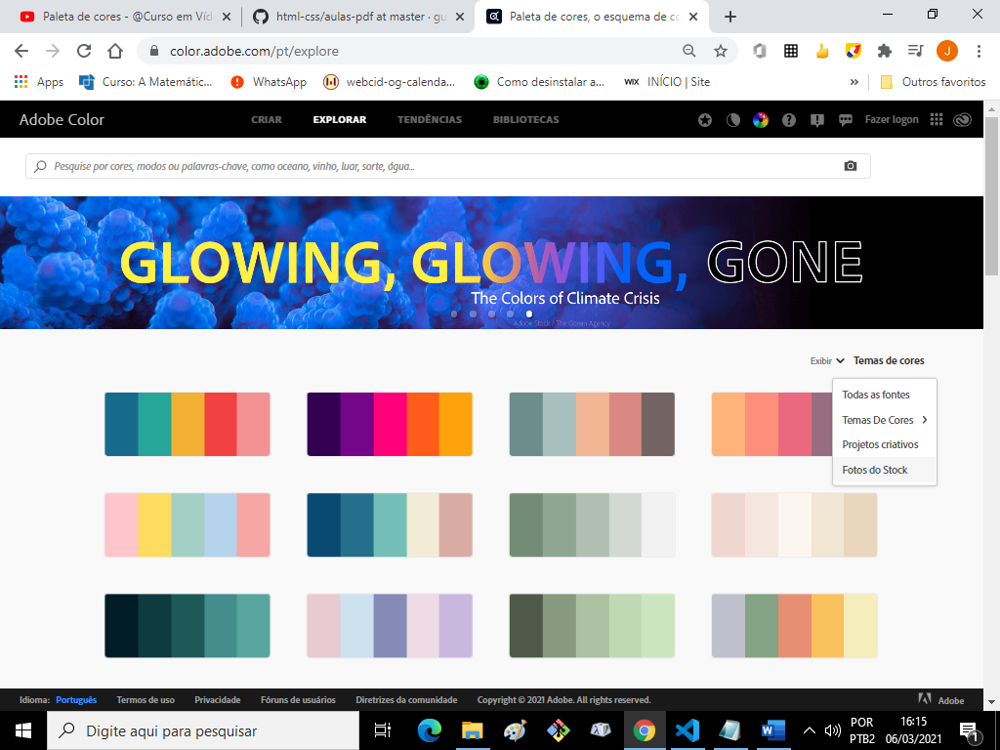 Paleta de cores - @Curso em Víd
html-css/aulas-pdf at master · gu
Paleta de cores, o esquema de co
color.adobe.com/pt/explore
J
Apps
Curso: A Matemátic...
WhatsApp
webcid-og-calenda...
Como desinstalar a...
WIX INÍCIO | Site
»
Outros favoritos
Adobe Color
CRIAR
EXPLORAR
TENDÊNCIAS
BIBLIOTECAS
Fazer logon
Pesquise por cores, modos ou palavras-chave, como oceano, vinho, luar, sorte, água...
GLOWING, GLOWING, GONE
The Colors of Climate Crisis
Adobe Stock / The Ocean Agency
Exibir
Temas de cores
Todas as fontes
Temas De Cores
Projetos criativos
Fotos do Stock
Idioma: Português
Termos de uso
Privacidade
Fóruns de usuários
Diretrizes da comunidade
Copyright © 2021 Adobe. All rights reserved.
Adobe
Digite aqui para pesquisar
POR
PTB2
16:15
06/03/2021
1